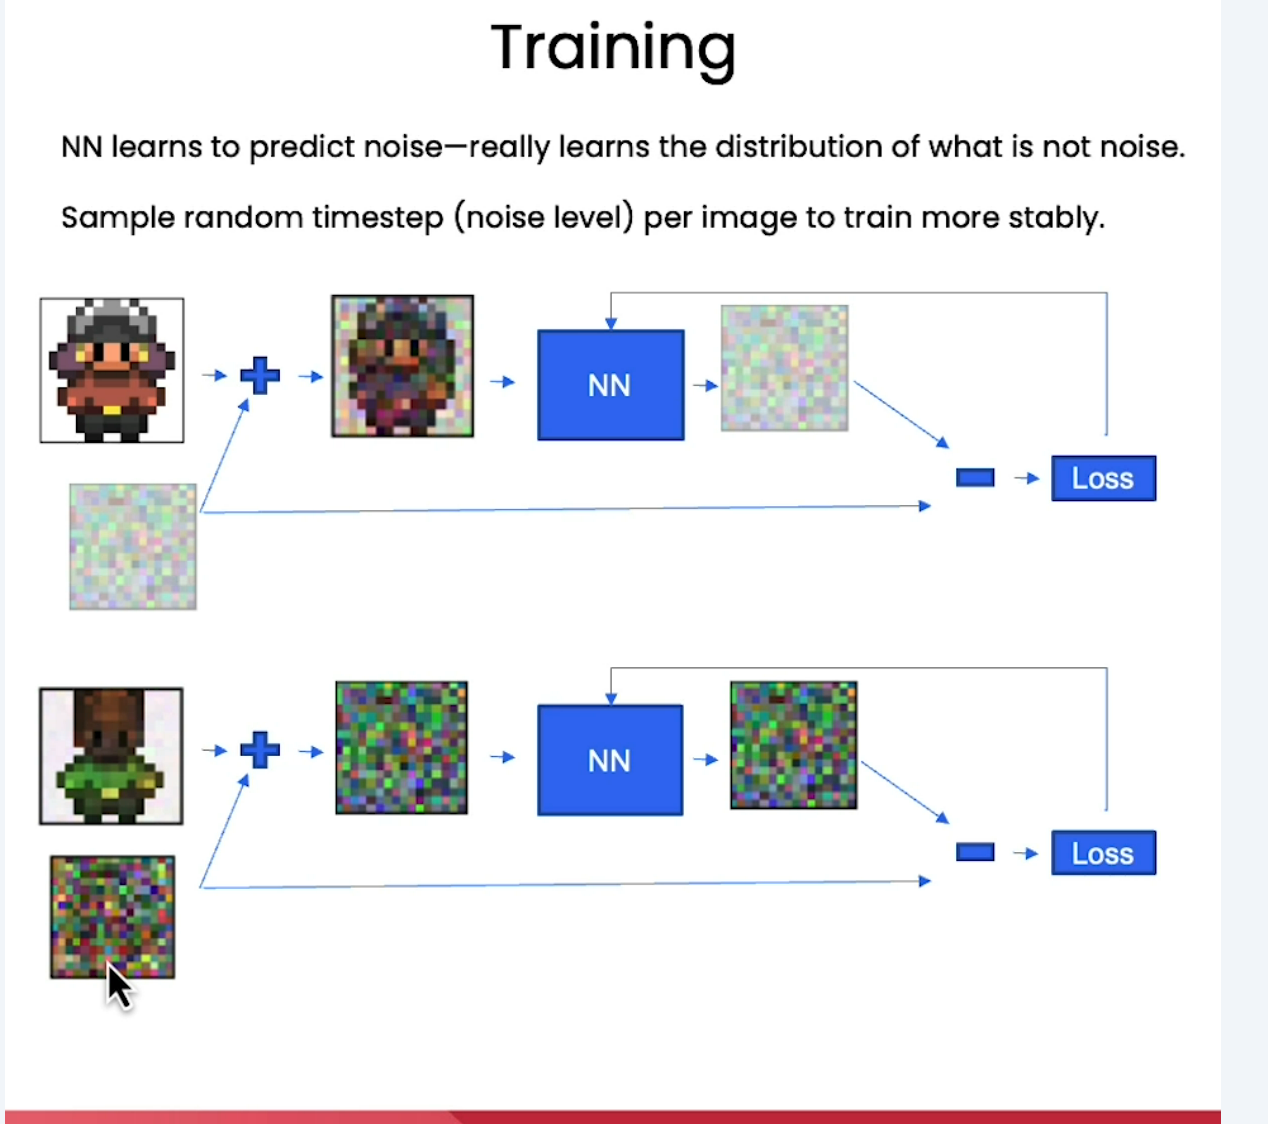 Training
NN learns to predict noise—really learns the distribution of what is not noise.
Sample random timestep (noise level) per image to train more stably.
NN
Loss
NN
Loss